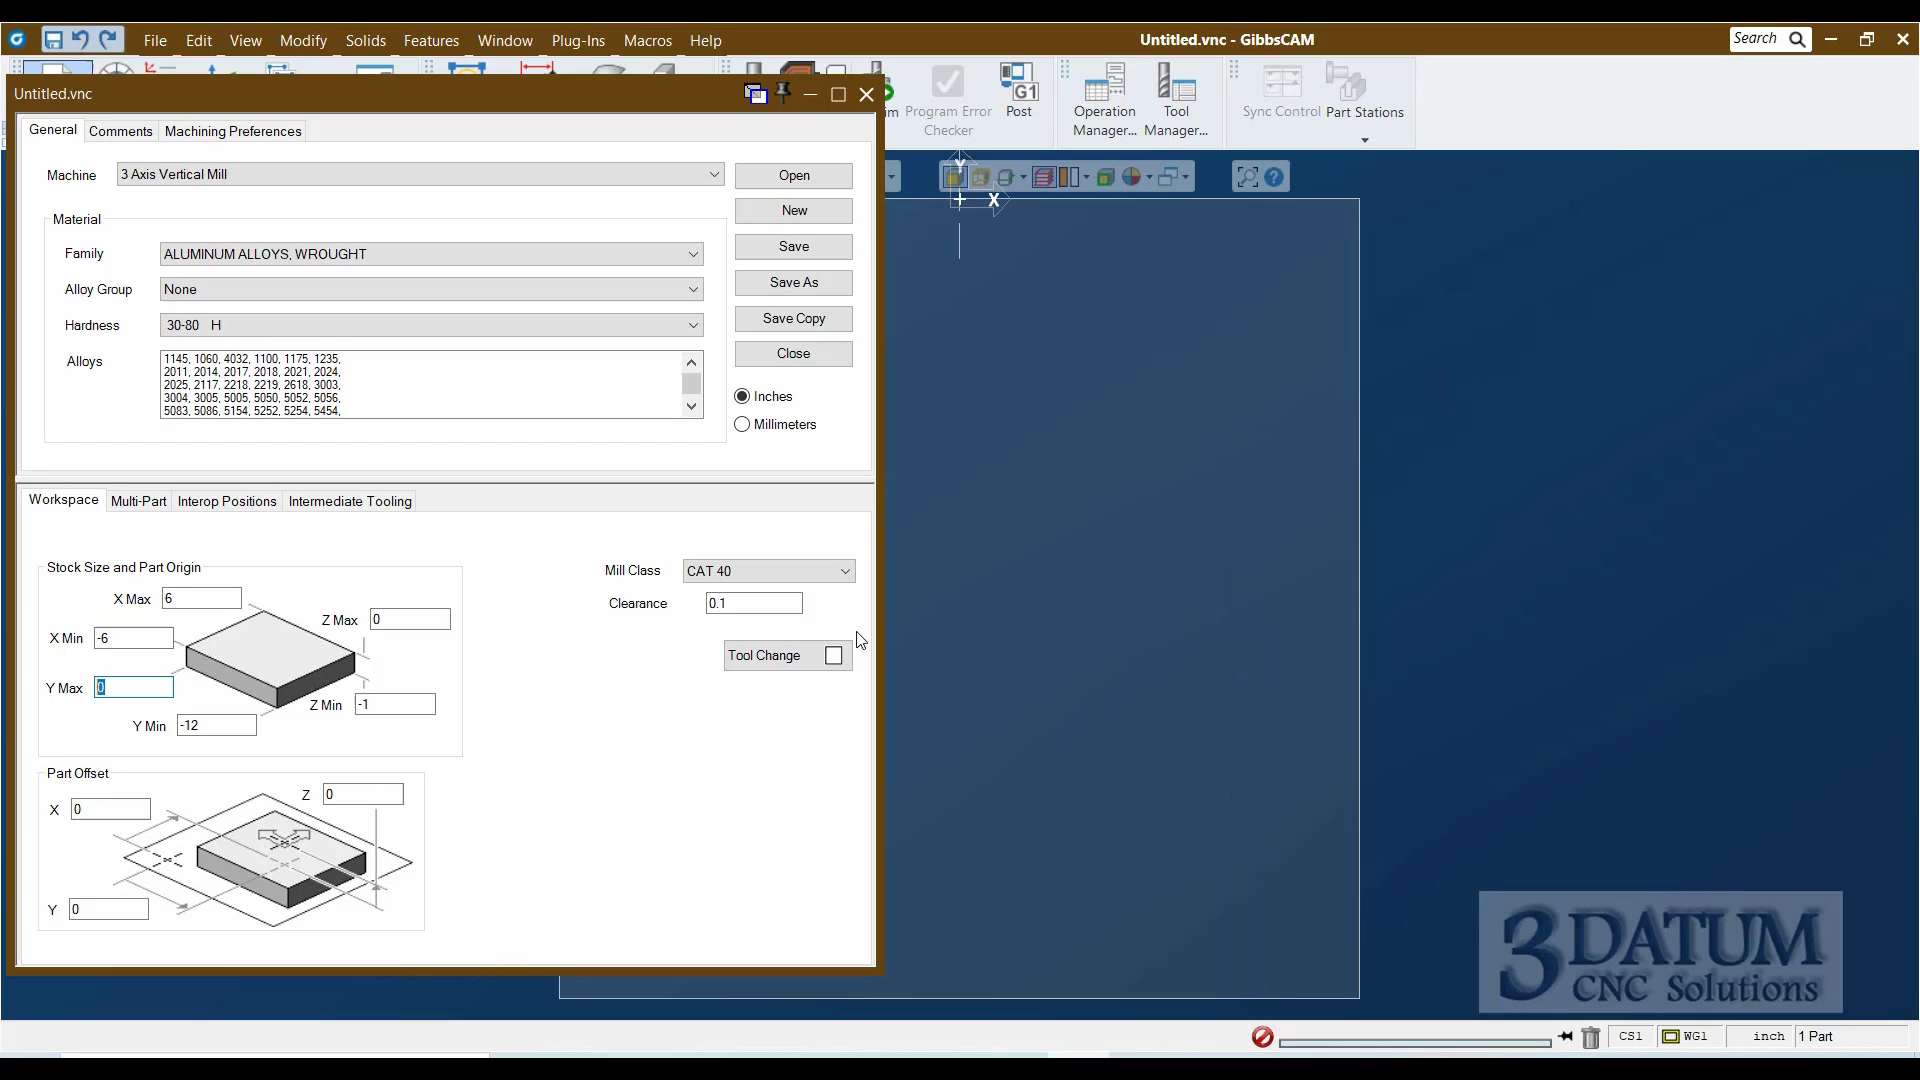 File Edit View Modify Solids Features Window Plug-Ins Macros Help
Untitled.vnc - GibbsCAM
Search
Untitled.vnc
Program Error
Checker
Post
G1
Operation
Manager...
Tool
Manager...
Sync Control
Part Stations
General Comments Machining Preferences
Machine 3 Axis Vertical Mill
Open
New
Save
Save As
Save Copy
Close
Inches
Millimeters
Material
Family ALUMINUM ALLOYS, WROUGHT
Alloy Group None
Hardness 30-80 H
Alloys
1145, 1060, 4032, 1100, 1175, 1235,
2011, 2014, 2017, 2018, 2021, 2024,
2025, 2117, 2218, 2219, 2618, 3003,
3004, 3005, 5005, 5050, 5052, 5056,
5083, 5086, 5154, 5252, 5254, 5454,
Workspace Multi-Part Interop Positions Intermediate Tooling
Stock Size and Part Origin
X Max 6
Z Max 0
X Min -6
Y Max 0
Z Min -1
Y Min -12
Mill Class CAT 40
Clearance 0.1
Tool Change
Part Offset
Z 0
X 0
Y 0
Y
X
3 DATUM
CNC Solutions
CS1
WG1
inch
1 Part